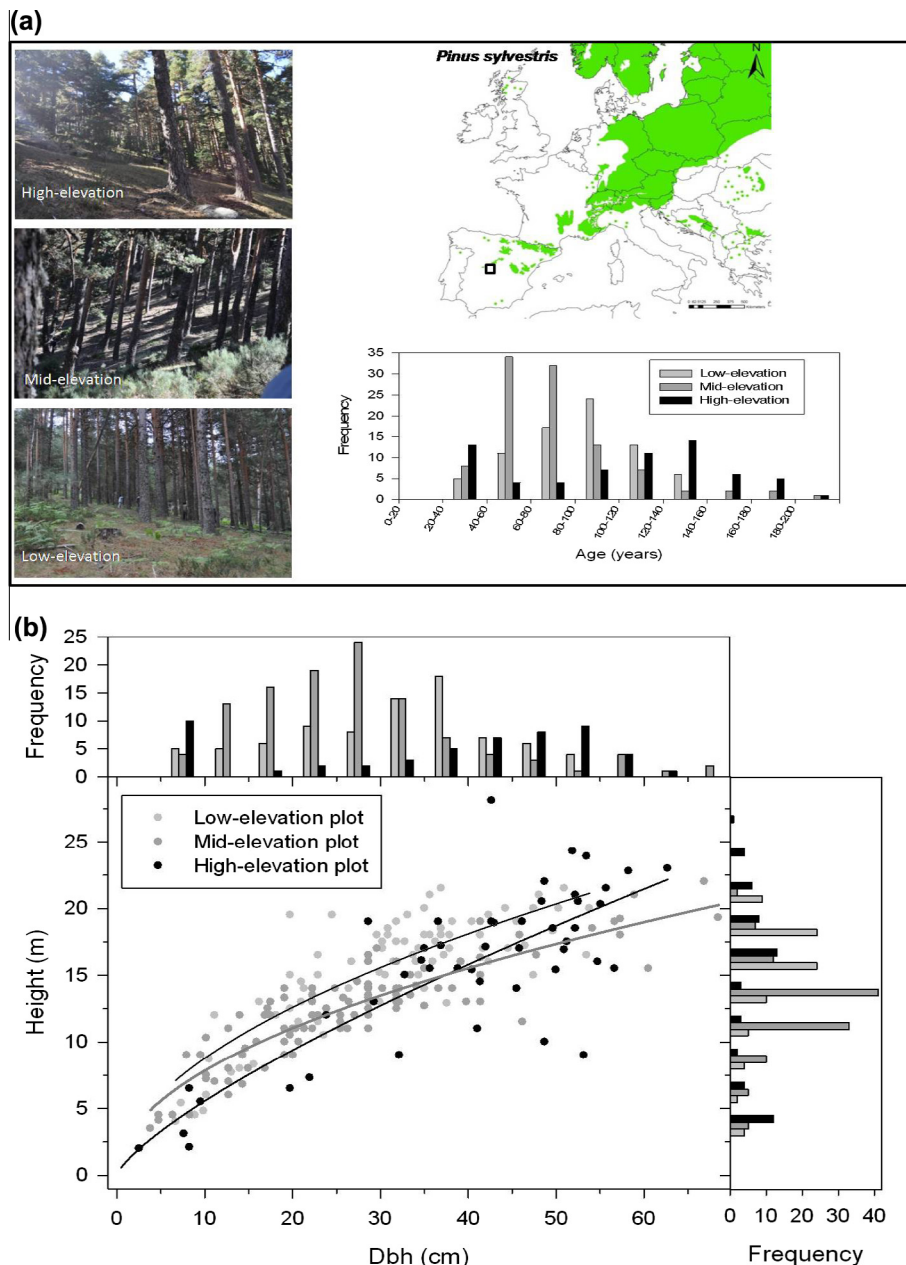 (a)
High-elevation
Mid-elevation
Low-elevation
Pinus sylvestris
N
35
30
25
20
15
10
5
0
Frequency
Low-elevation
Mid-elevation
High-elevation
0-20
20-40
40-60
60-80
80-100
100-120
120-140
140-160
160-180
180-200
Age (years)
(b)
25
20
15
10
5
0
Frequency
Low-elevation plot
Mid-elevation plot
High-elevation plot
25
20
15
10
5
0
Height (m)
0 10 20 30 40 50 60
Dbh (cm)
0 10 20 30 40
Frequency